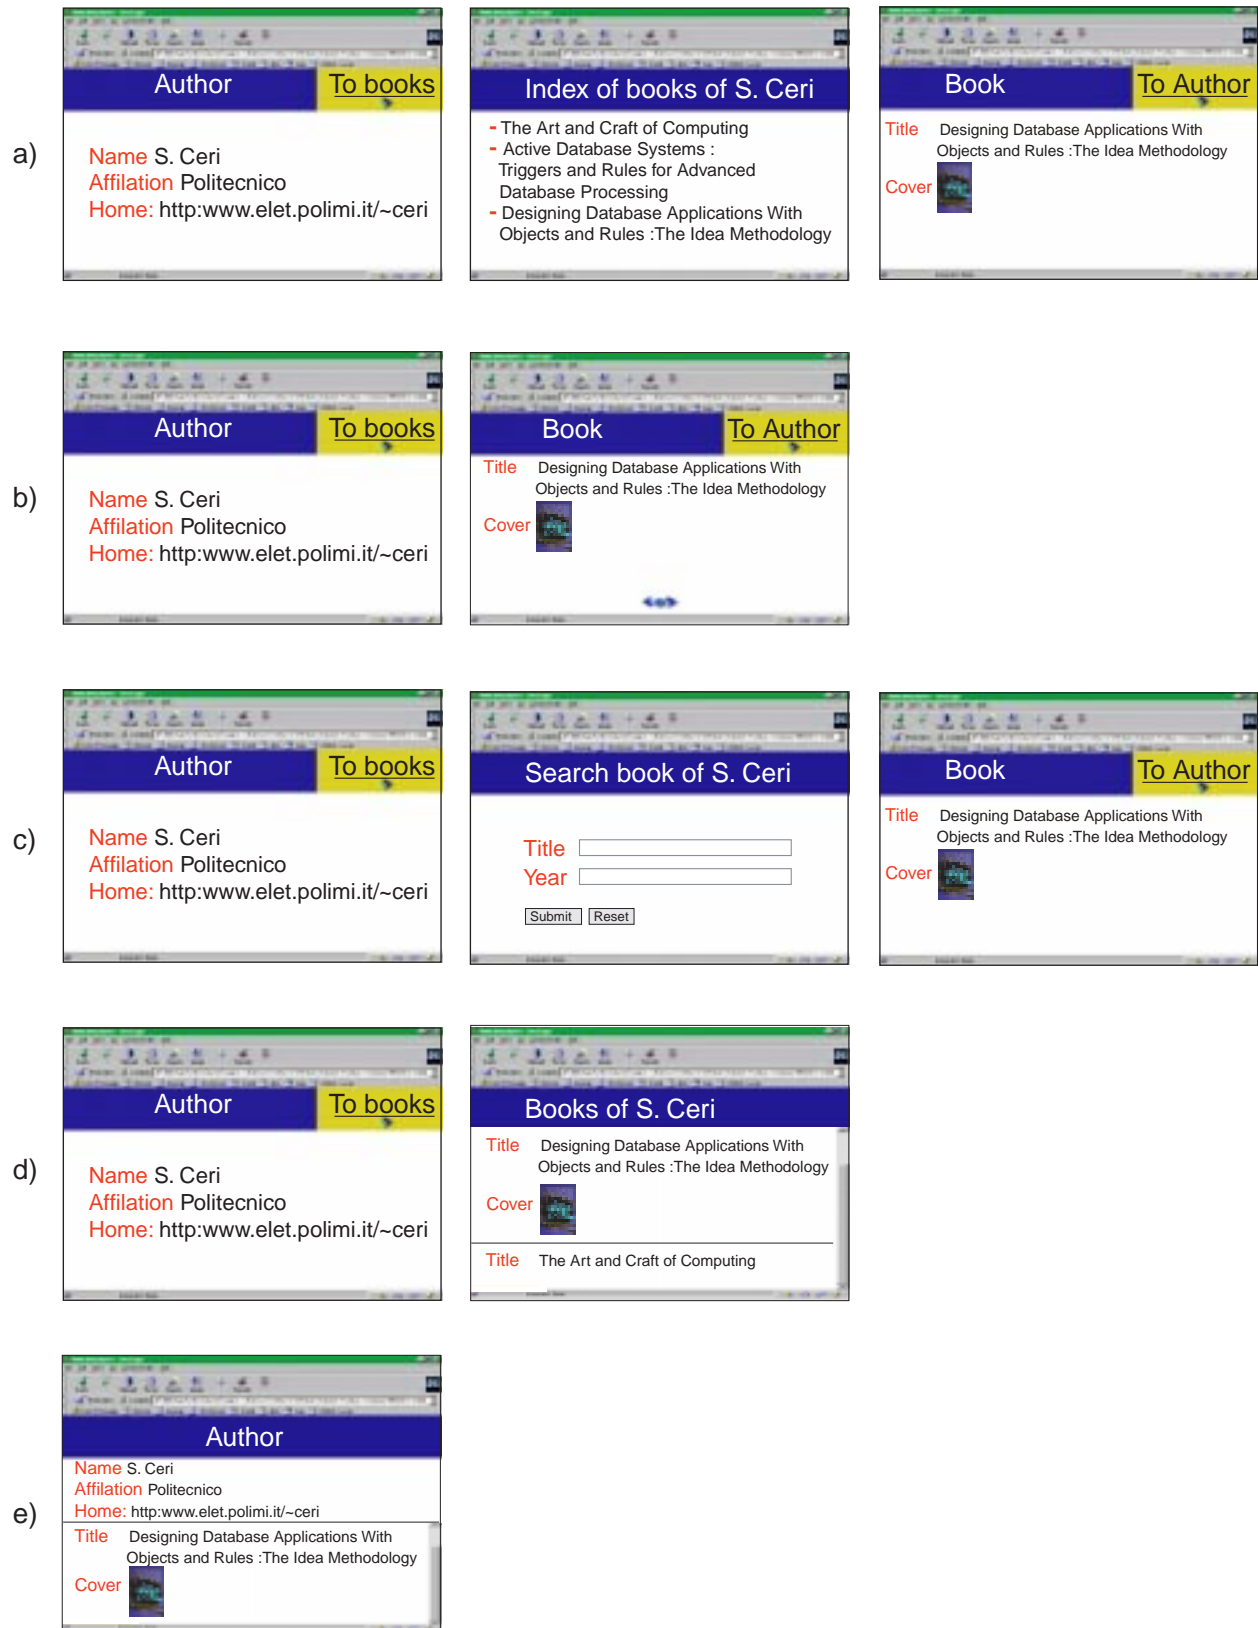 a)
Author To books
Name S. Ceri
Affilation Politecnico
Home: http:www.elet.polimi.it/~ceri
Index of books of S. Ceri
- The Art and Craft of Computing
- Active Database Systems :
Triggers and Rules for Advanced
Database Processing
- Designing Database Applications With
Objects and Rules :The Idea Methodology
Book To Author
Title Designing Database Applications With
Objects and Rules :The Idea Methodology
Cover
b)
Author To books
Name S. Ceri
Affilation Politecnico
Home: http:www.elet.polimi.it/~ceri
Book To Author
Title Designing Database Applications With
Objects and Rules :The Idea Methodology
Cover
c)
Author To books
Name S. Ceri
Affilation Politecnico
Home: http:www.elet.polimi.it/~ceri
Search book of S. Ceri
Title
Year
Submit Reset
Book To Author
Title Designing Database Applications With
Objects and Rules :The Idea Methodology
Cover
d)
Author To books
Name S. Ceri
Affilation Politecnico
Home: http:www.elet.polimi.it/~ceri
Books of S. Ceri
Title Designing Database Applications With
Objects and Rules :The Idea Methodology
Cover
Title The Art and Craft of Computing
e)
Author
Name S. Ceri
Affilation Politecnico
Home: http:www.elet.polimi.it/~ceri
Title Designing Database Applications With
Objects and Rules :The Idea Methodology
Cover